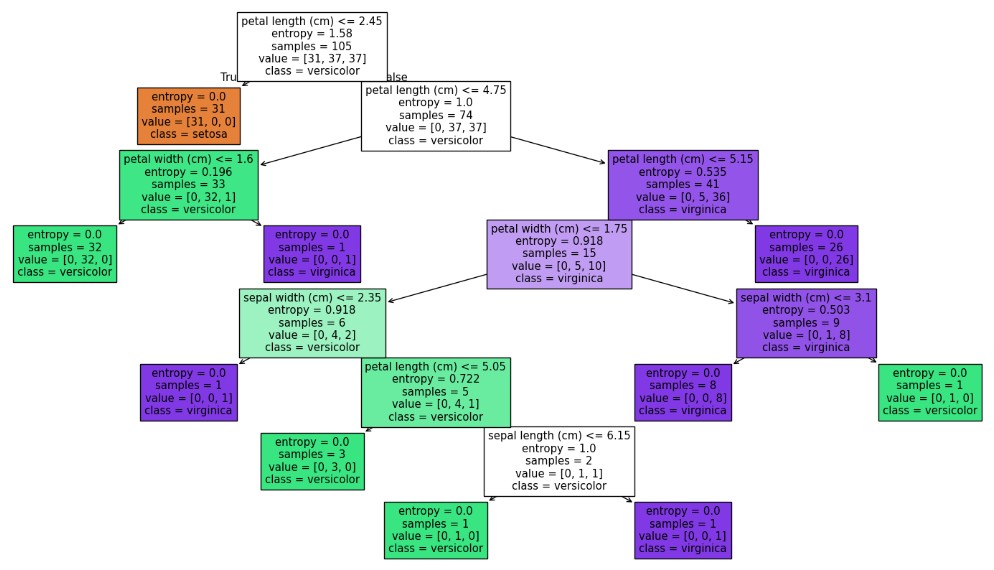 petal length (cm) <= 2.45
entropy = 1.58
samples = 105
value = [31, 37, 37]
class = versicolor
entropy = 0.0
samples = 31
value = [31, 0, 0]
class = setosa
petal length (cm) <= 4.75
entropy = 1.0
samples = 74
value = [0, 37, 37]
class = versicolor
petal width (cm) <= 1.6
entropy = 0.196
samples = 33
value = [0, 32, 1]
class = versicolor
petal length (cm) <= 5.15
entropy = 0.535
samples = 41
value = [0, 5, 36]
class = virginica
entropy = 0.0
samples = 32
value = [0, 32, 0]
class = versicolor
entropy = 0.0
samples = 1
value = [0, 0, 1]
class = virginica
petal width (cm) <= 1.75
entropy = 0.918
samples = 15
value = [0, 5, 10]
class = virginica
entropy = 0.0
samples = 26
value = [0, 0, 26]
class = virginica
sepal width (cm) <= 2.35
entropy = 0.918
samples = 6
value = [0, 4, 2]
class = versicolor
sepal width (cm) <= 3.1
entropy = 0.503
samples = 9
value = [0, 1, 8]
class = virginica
entropy = 0.0
samples = 1
value = [0, 0, 1]
class = virginica
petal length (cm) <= 5.05
entropy = 0.722
samples = 5
value = [0, 4, 1]
class = versicolor
entropy = 0.0
samples = 8
value = [0, 0, 8]
class = virginica
entropy = 0.0
samples = 1
value = [0, 1, 0]
class = versicolor
entropy = 0.0
samples = 3
value = [0, 3, 0]
class = versicolor
sepal length (cm) <= 6.15
entropy = 1.0
samples = 2
value = [0, 1, 1]
class = versicolor
entropy = 0.0
samples = 1
value = [0, 1, 0]
class = versicolor
entropy = 0.0
samples = 1
value = [0, 0, 1]
class = virginica